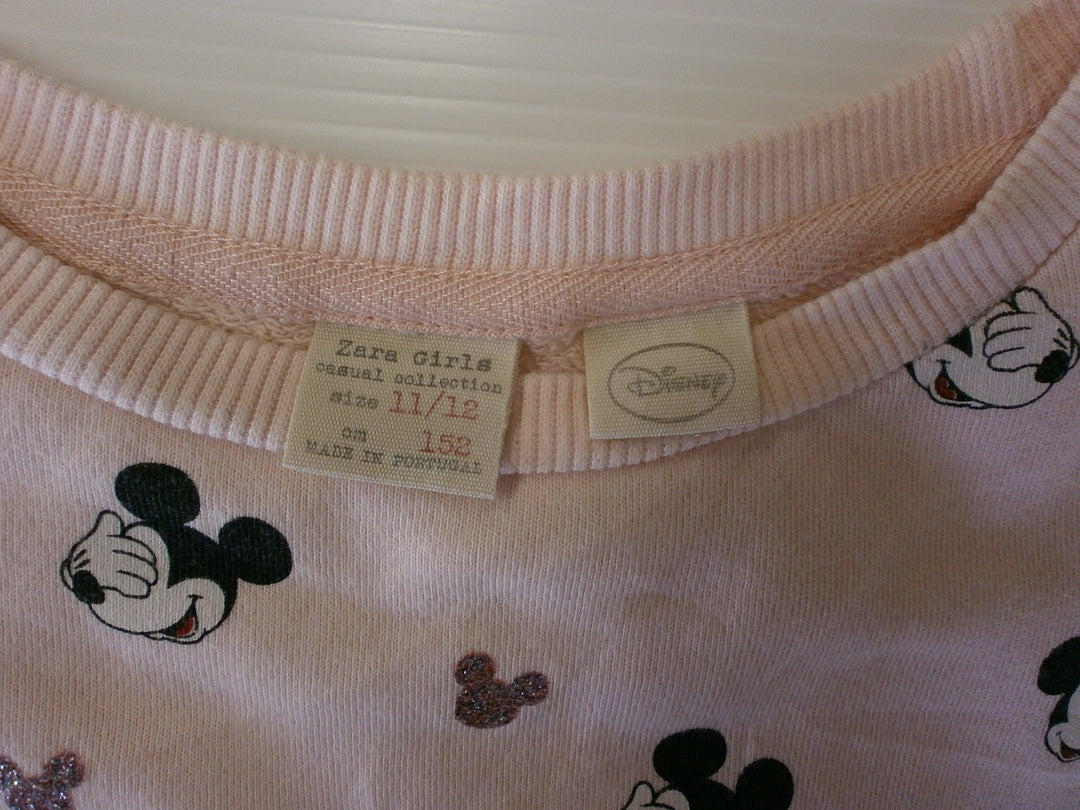 Zara Girls
casual collection
size 11/12
cm 152
MADE IN PORTUGAL
Disney